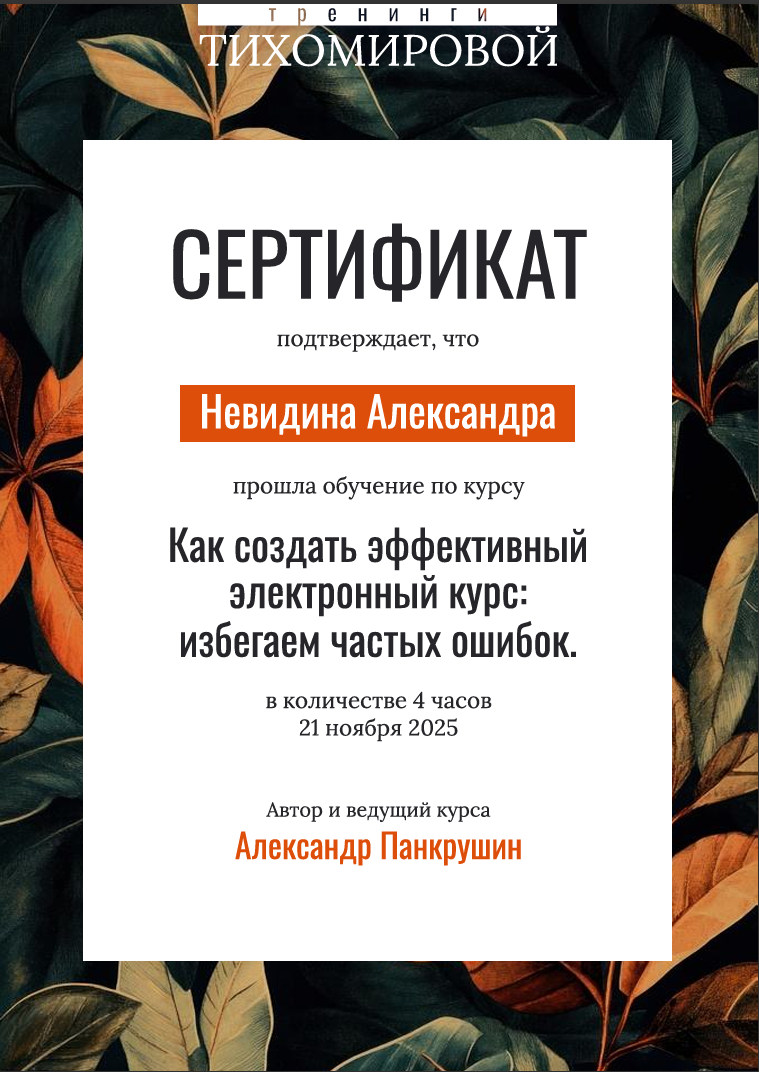 тренинги
ТИХОМИРОВОЙ
СЕРТИФИКАТ
подтверждает, что
Невидина Александра
прошла обучение по курсу
Как создать эффективный
электронный курс:
избегаем частых ошибок.
в количестве 4 часов
21 ноября 2025
Автор и ведущий курса
Александр Панкрушин